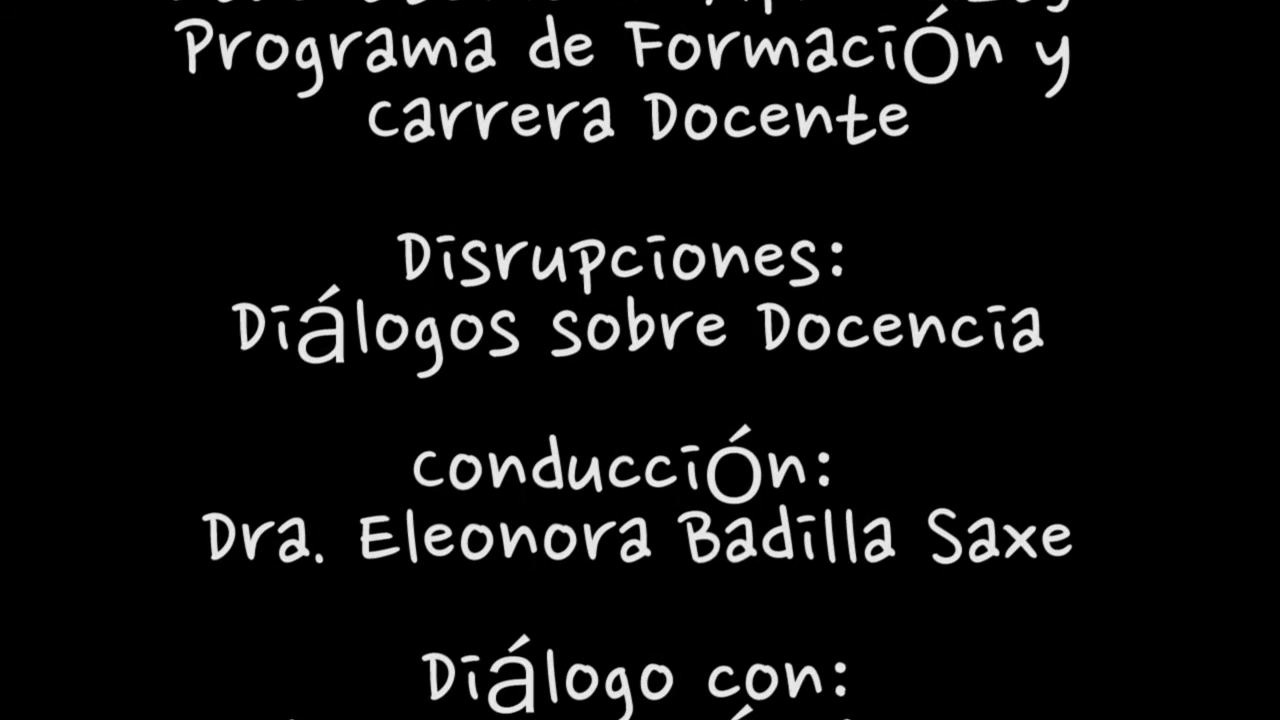 Programa de Formación y
carrera Docente
Disrupciones:
Diálogos sobre Docencia
conducción:
Dra. Eleonora Badilla Saxe
Diálogo con: